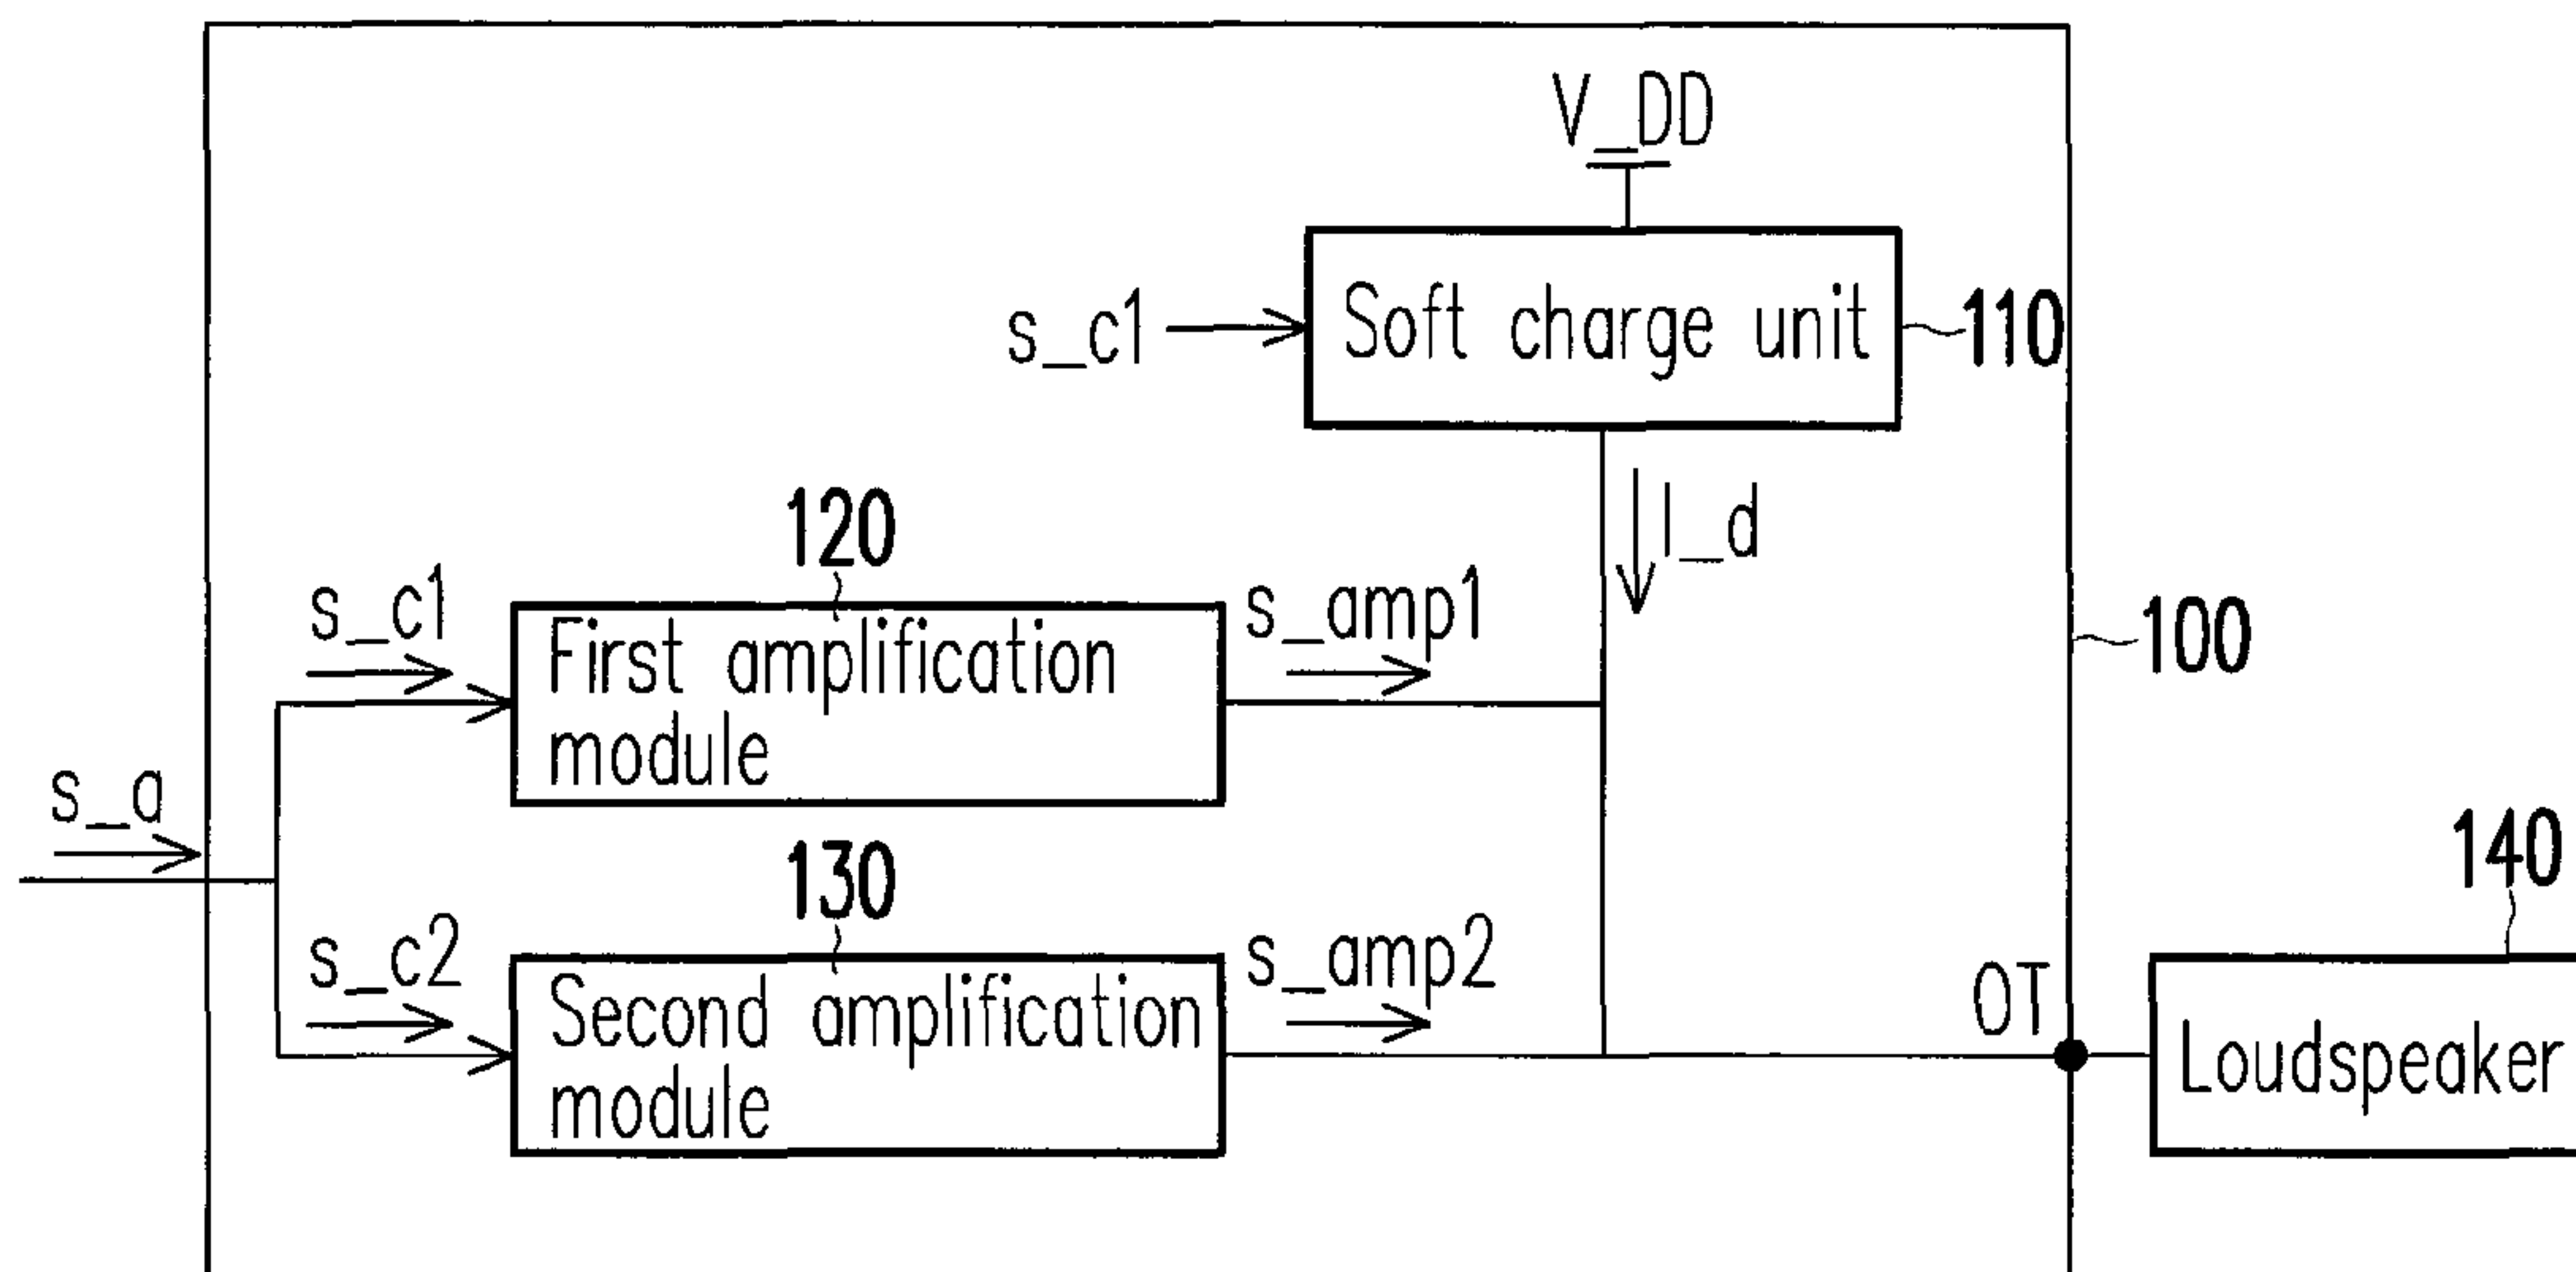 V_DD
s_c1
Soft charge unit
110
I_d
120
s_c1
First amplification
module
s_amp1
100
s_a
130
s_c2
Second amplification
module
s_amp2
OT
140
Loudspeaker